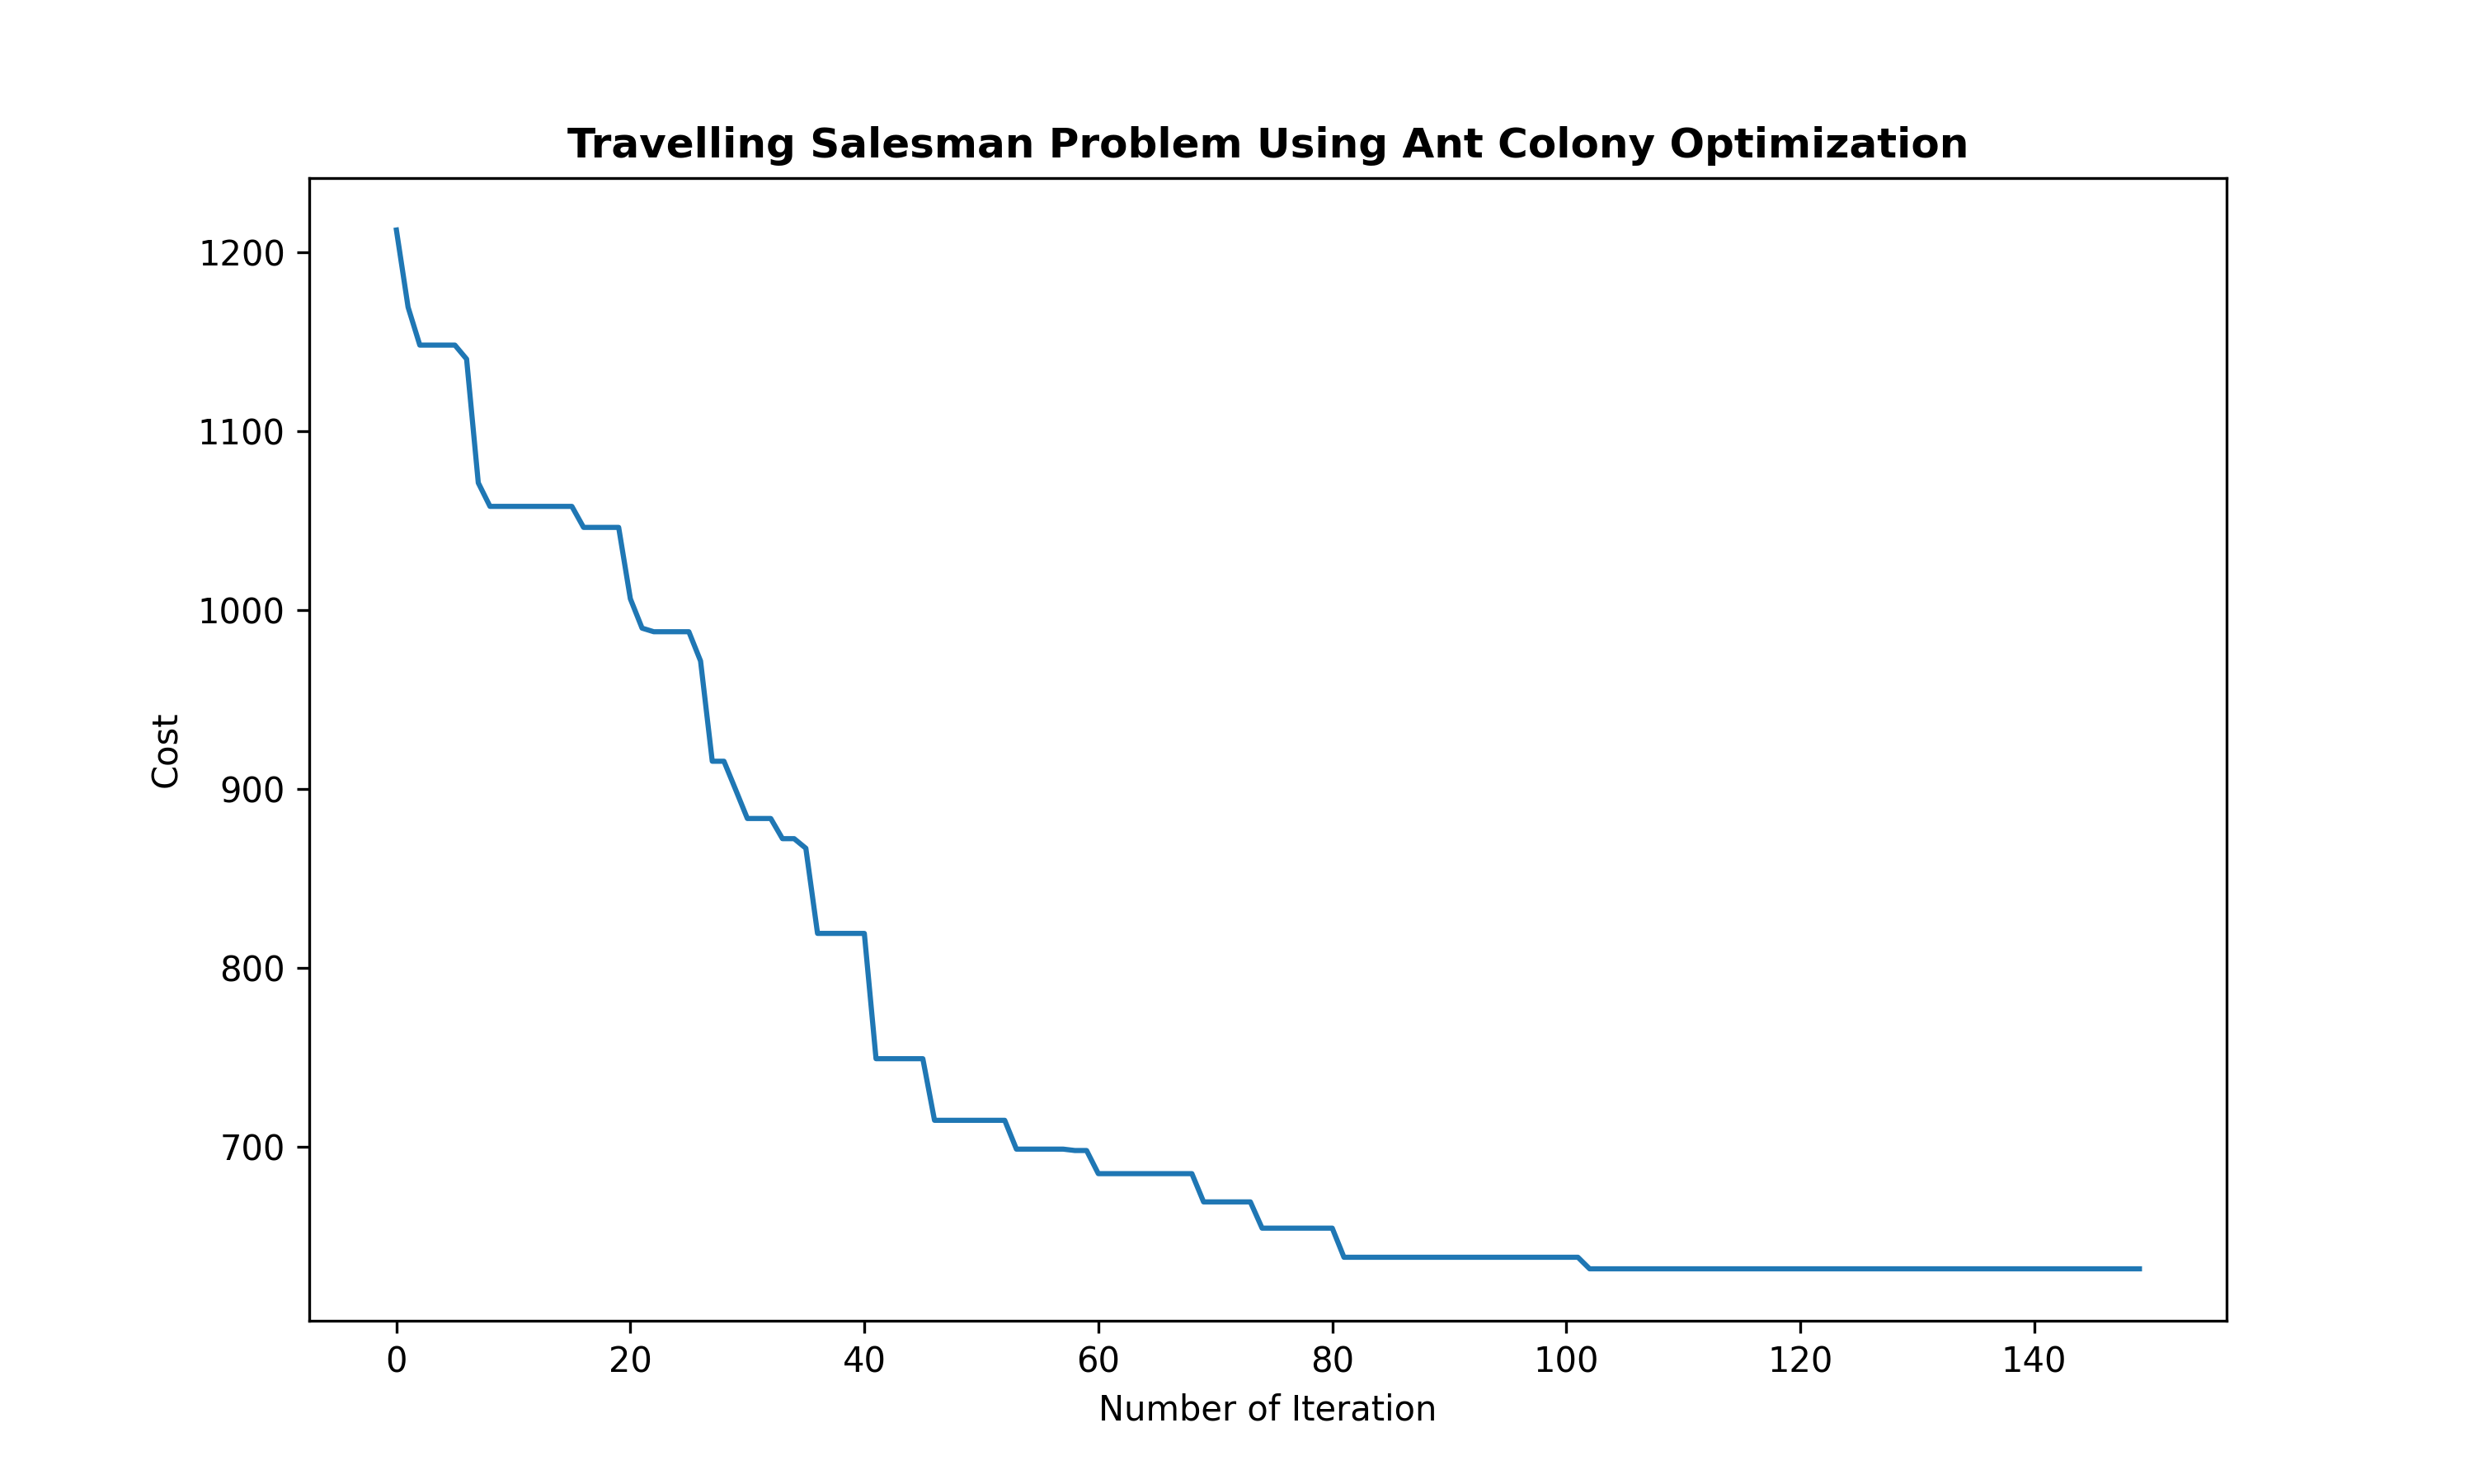 Travelling Salesman Problem Using Ant Colony Optimization
1200
1100
1000
900
800
700
Cost
0 20 40 60 80 100 120 140
Number of Iteration